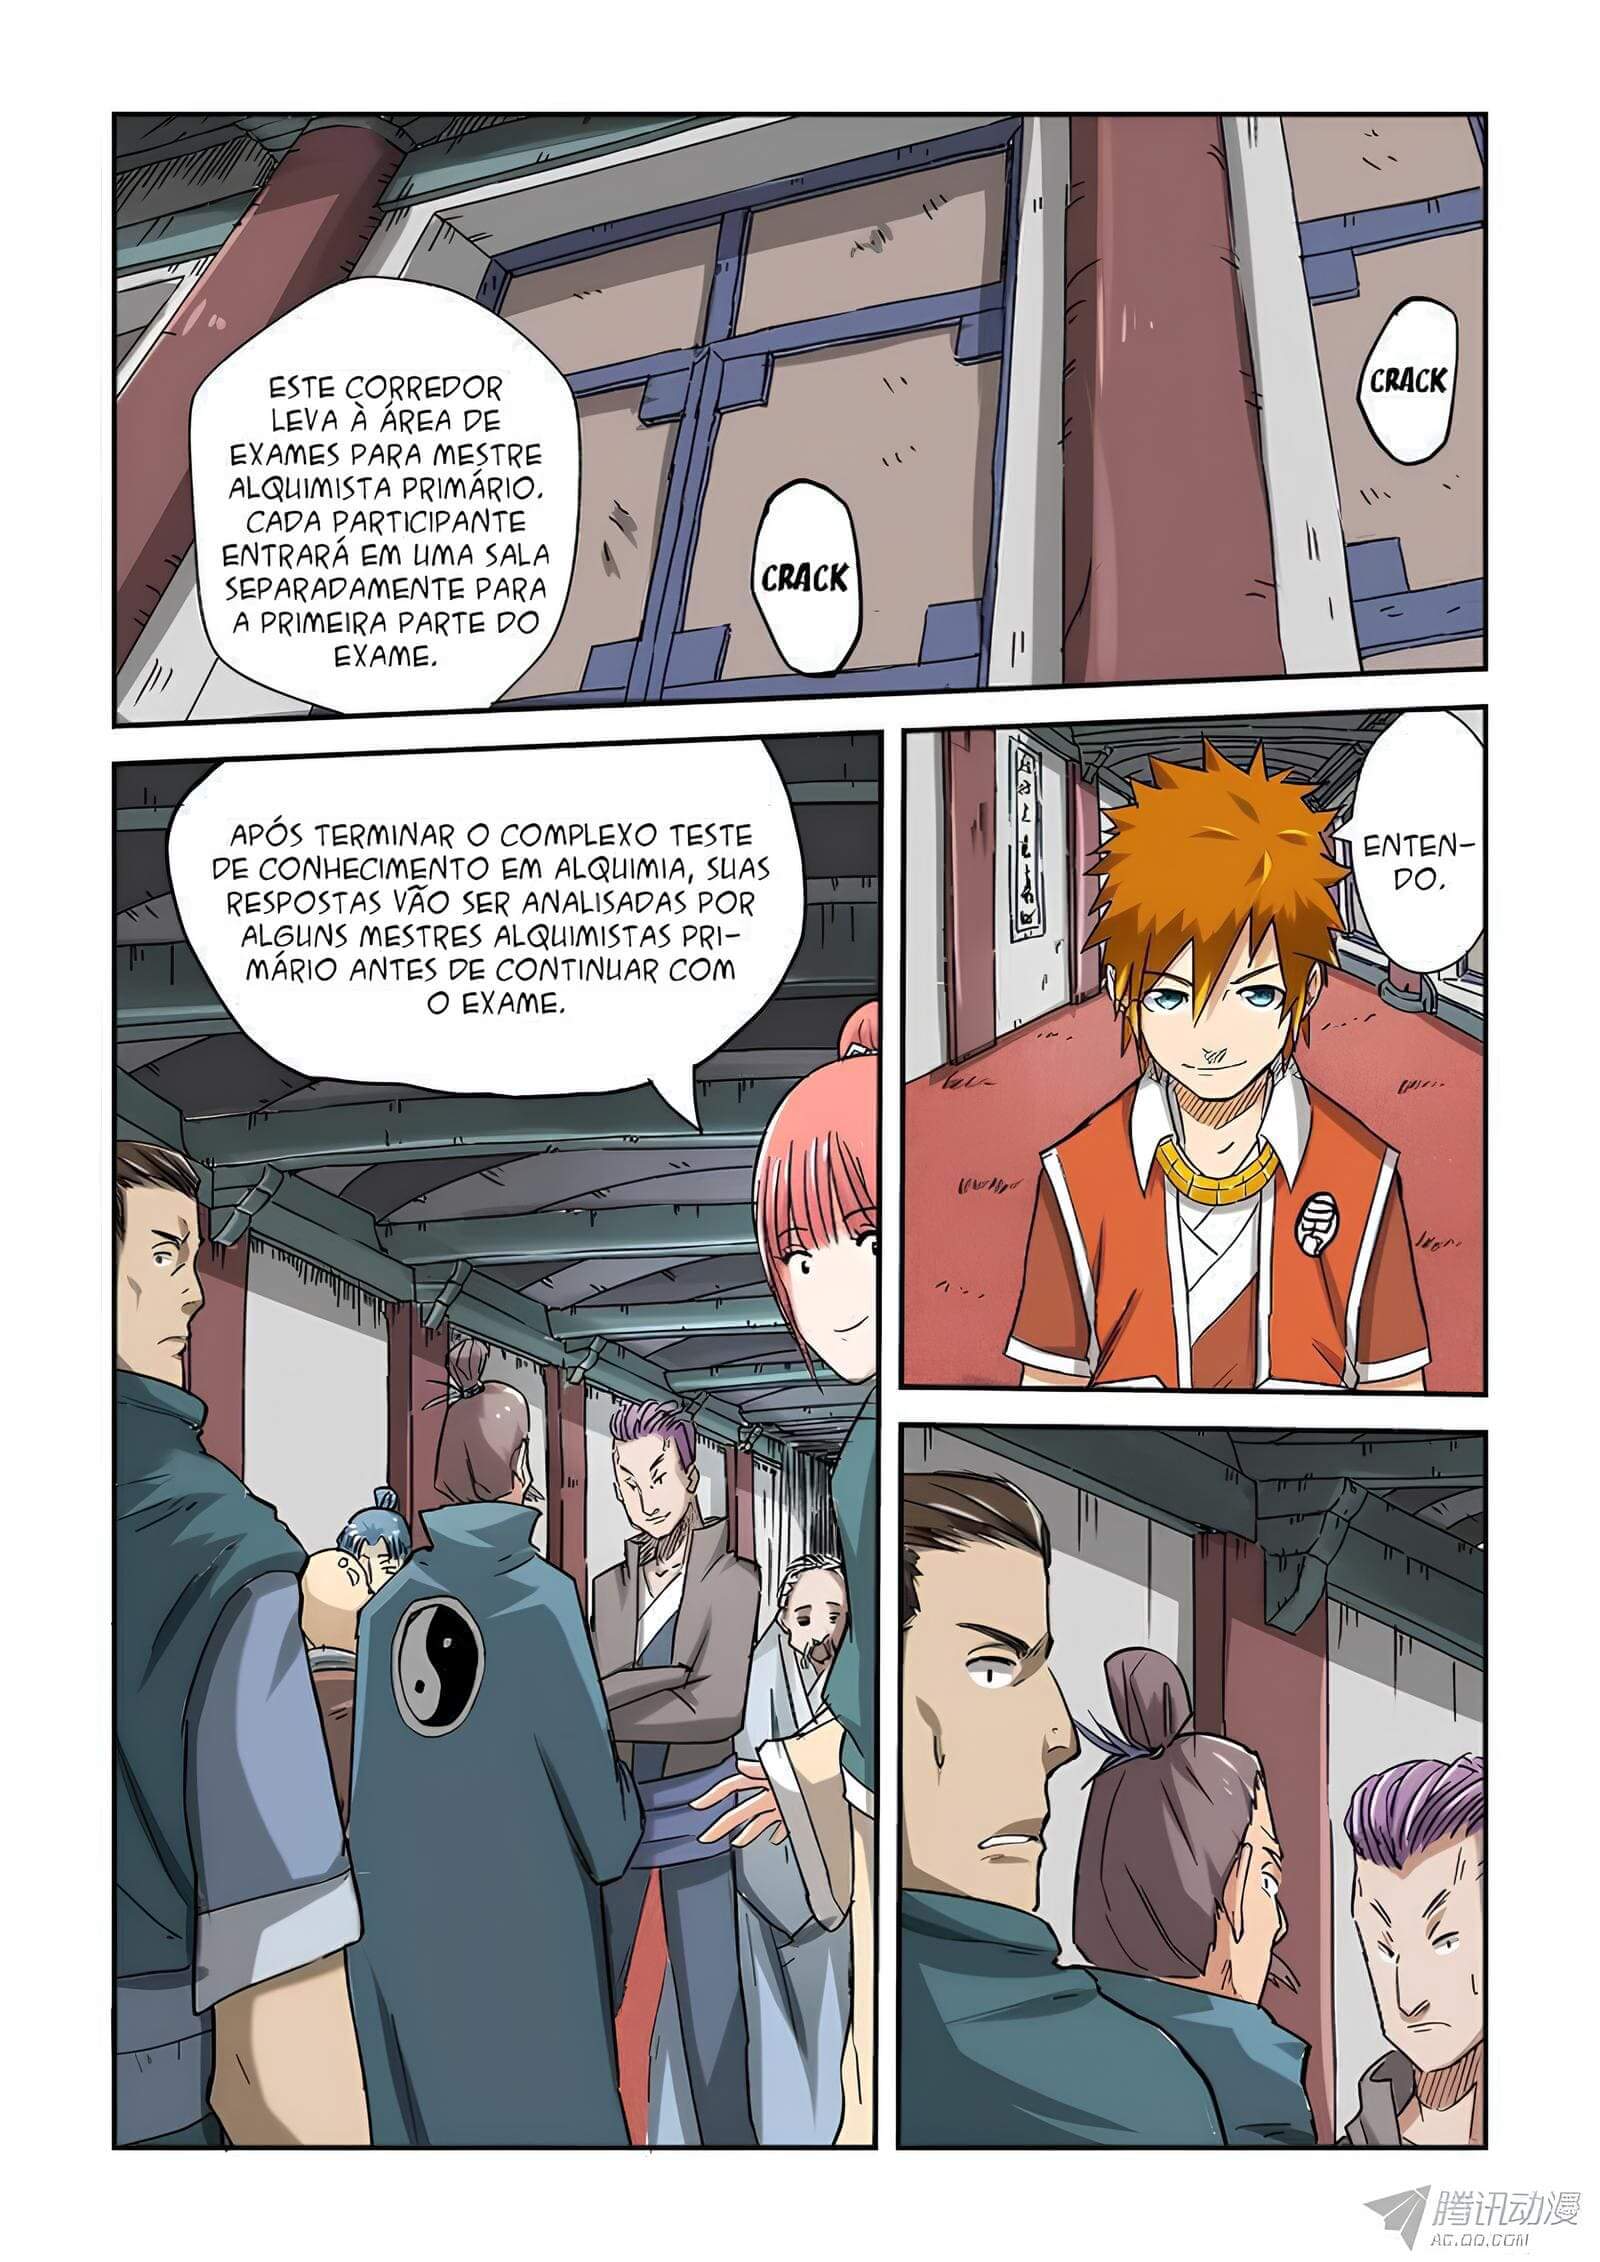 ESTE CORREDOR
LEVA À ÁREA DE
EXAMES PARA MESTRE
ALQUIMISTA PRIMÁRIO.
CADA PARTICIPANTE
ENTRARÁ EM UMA SALA
SEPARADAMENTE PARA
A PRIMEIRA PARTE DO
EXAME.
CRACK
CRACK
APÓS TERMINAR O COMPLEXO TESTE
DE CONHECIMENTO EM ALQUIMIA, SUAS
RESPOSTAS VÃO SER ANALISADAS POR
ALGUNS MESTRES ALQUIMISTAS PRI-
MÁRIO ANTES DE CONTINUAR COM
O EXAME.
ENTEN-
DO.
腾讯动漫
AC.QQ.COM